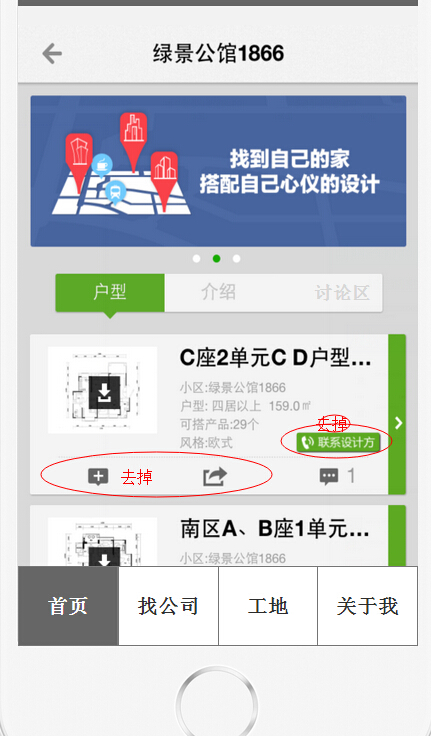 绿景公馆1866
找到自己的家
搭配自己心仪的设计
户型
介绍
讨论区
C座2单元C D户型...
小区:绿景公馆1866
户型: 四居以上 159.0㎡
可搭产品:29个
去掉
风格:欧式
联系设计方
去掉
1
南区A、B座1单元...
小区:绿景公馆1866
首页
找公司
工地
关于我